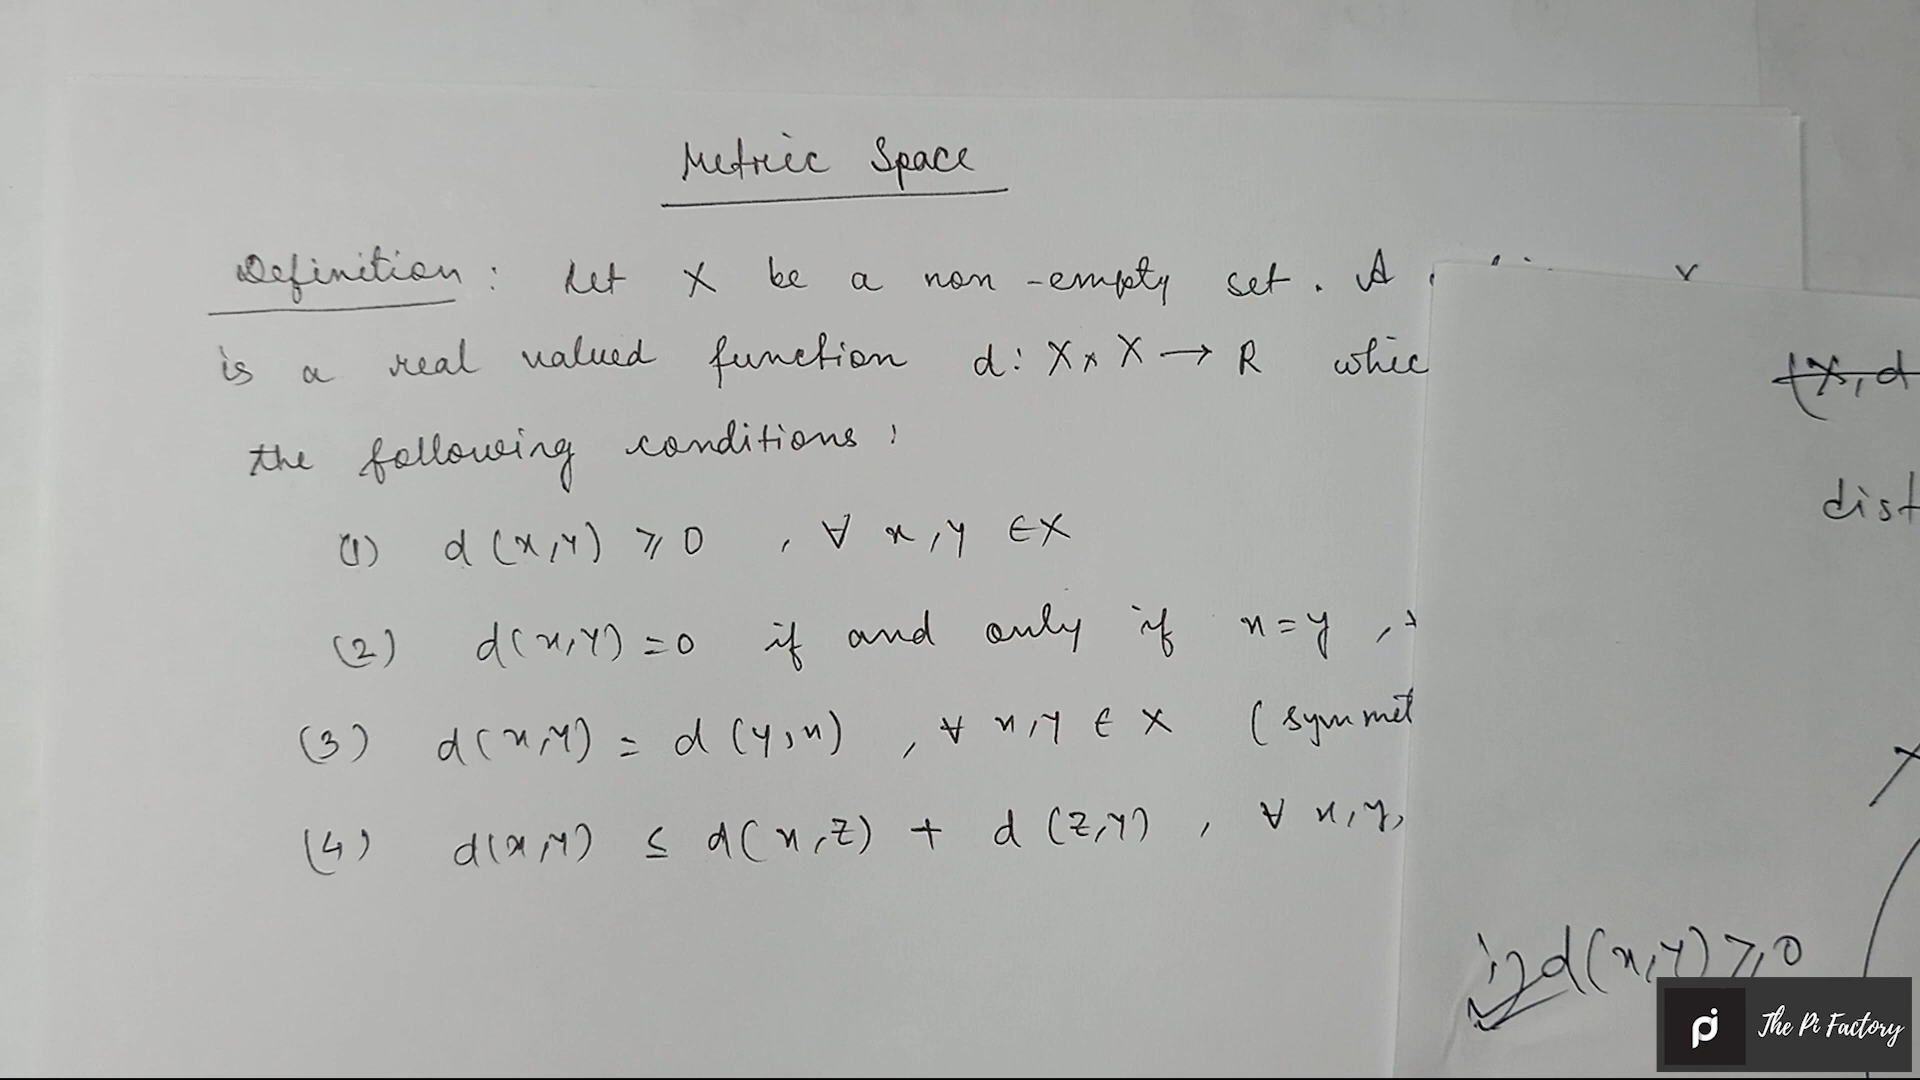 Metric Space
Definition : Let X be a non-empty set. A
is a real valued function d: X×X → R whic
the following conditions :
(1) d(x,y) ≥ 0 , ∀ x,y ∈ X
(2) d(x,y) = 0 if and only if x=y ,
(3) d(x,y) = d(y,x) , ∀ x,y ∈ X (symmet
(4) d(x,y) ≤ d(x,z) + d(z,y) , ∀ x,y,
(X,d
dist
i) d(x,y) ≥ 0
The Pi Factory